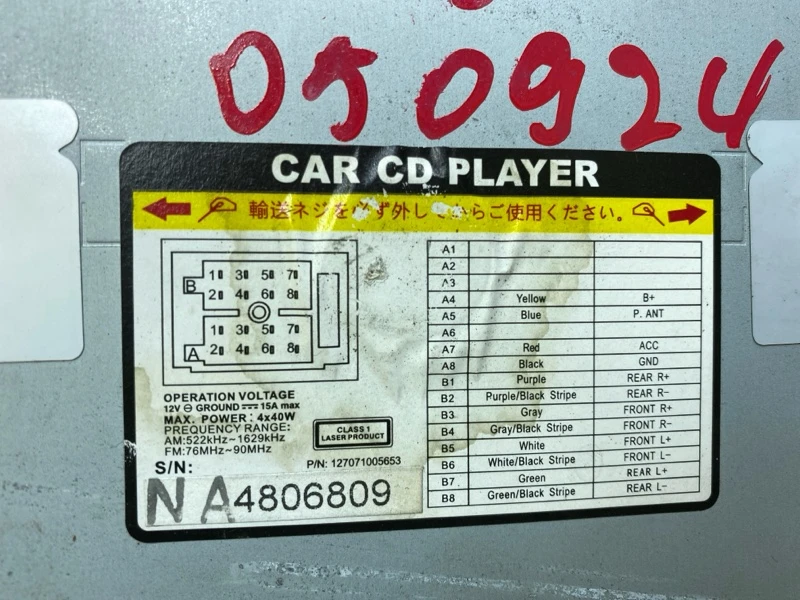 050924
CAR CD PLAYER
輸送ネジを必ず外してからご使用ください。
B 1 3 5 7
2 4 6 8
1 3 5 7
A 2 4 6 8
OPERATION VOLTAGE
12V ⊖ GROUND ⎓ 15A max
MAX. POWER: 4x40W
FREQUENCY RANGE:
AM:522kHz~1629kHz
FM:76MHz~90MHz
CLASS 1
LASER PRODUCT
S/N:
P/N: 127071005653
NA4806809
A1
A2
A3
A4 Yellow B+
A5 Blue P. ANT
A6
A7 Red ACC
A8 Black GND
B1 Purple REAR R+
B2 Purple/Black Stripe REAR R-
B3 Gray FRONT R+
B4 Gray/Black Stripe FRONT R-
B5 White FRONT L+
B6 White/Black Stripe FRONT L-
B7 Green REAR L+
B8 Green/Black Stripe REAR L-